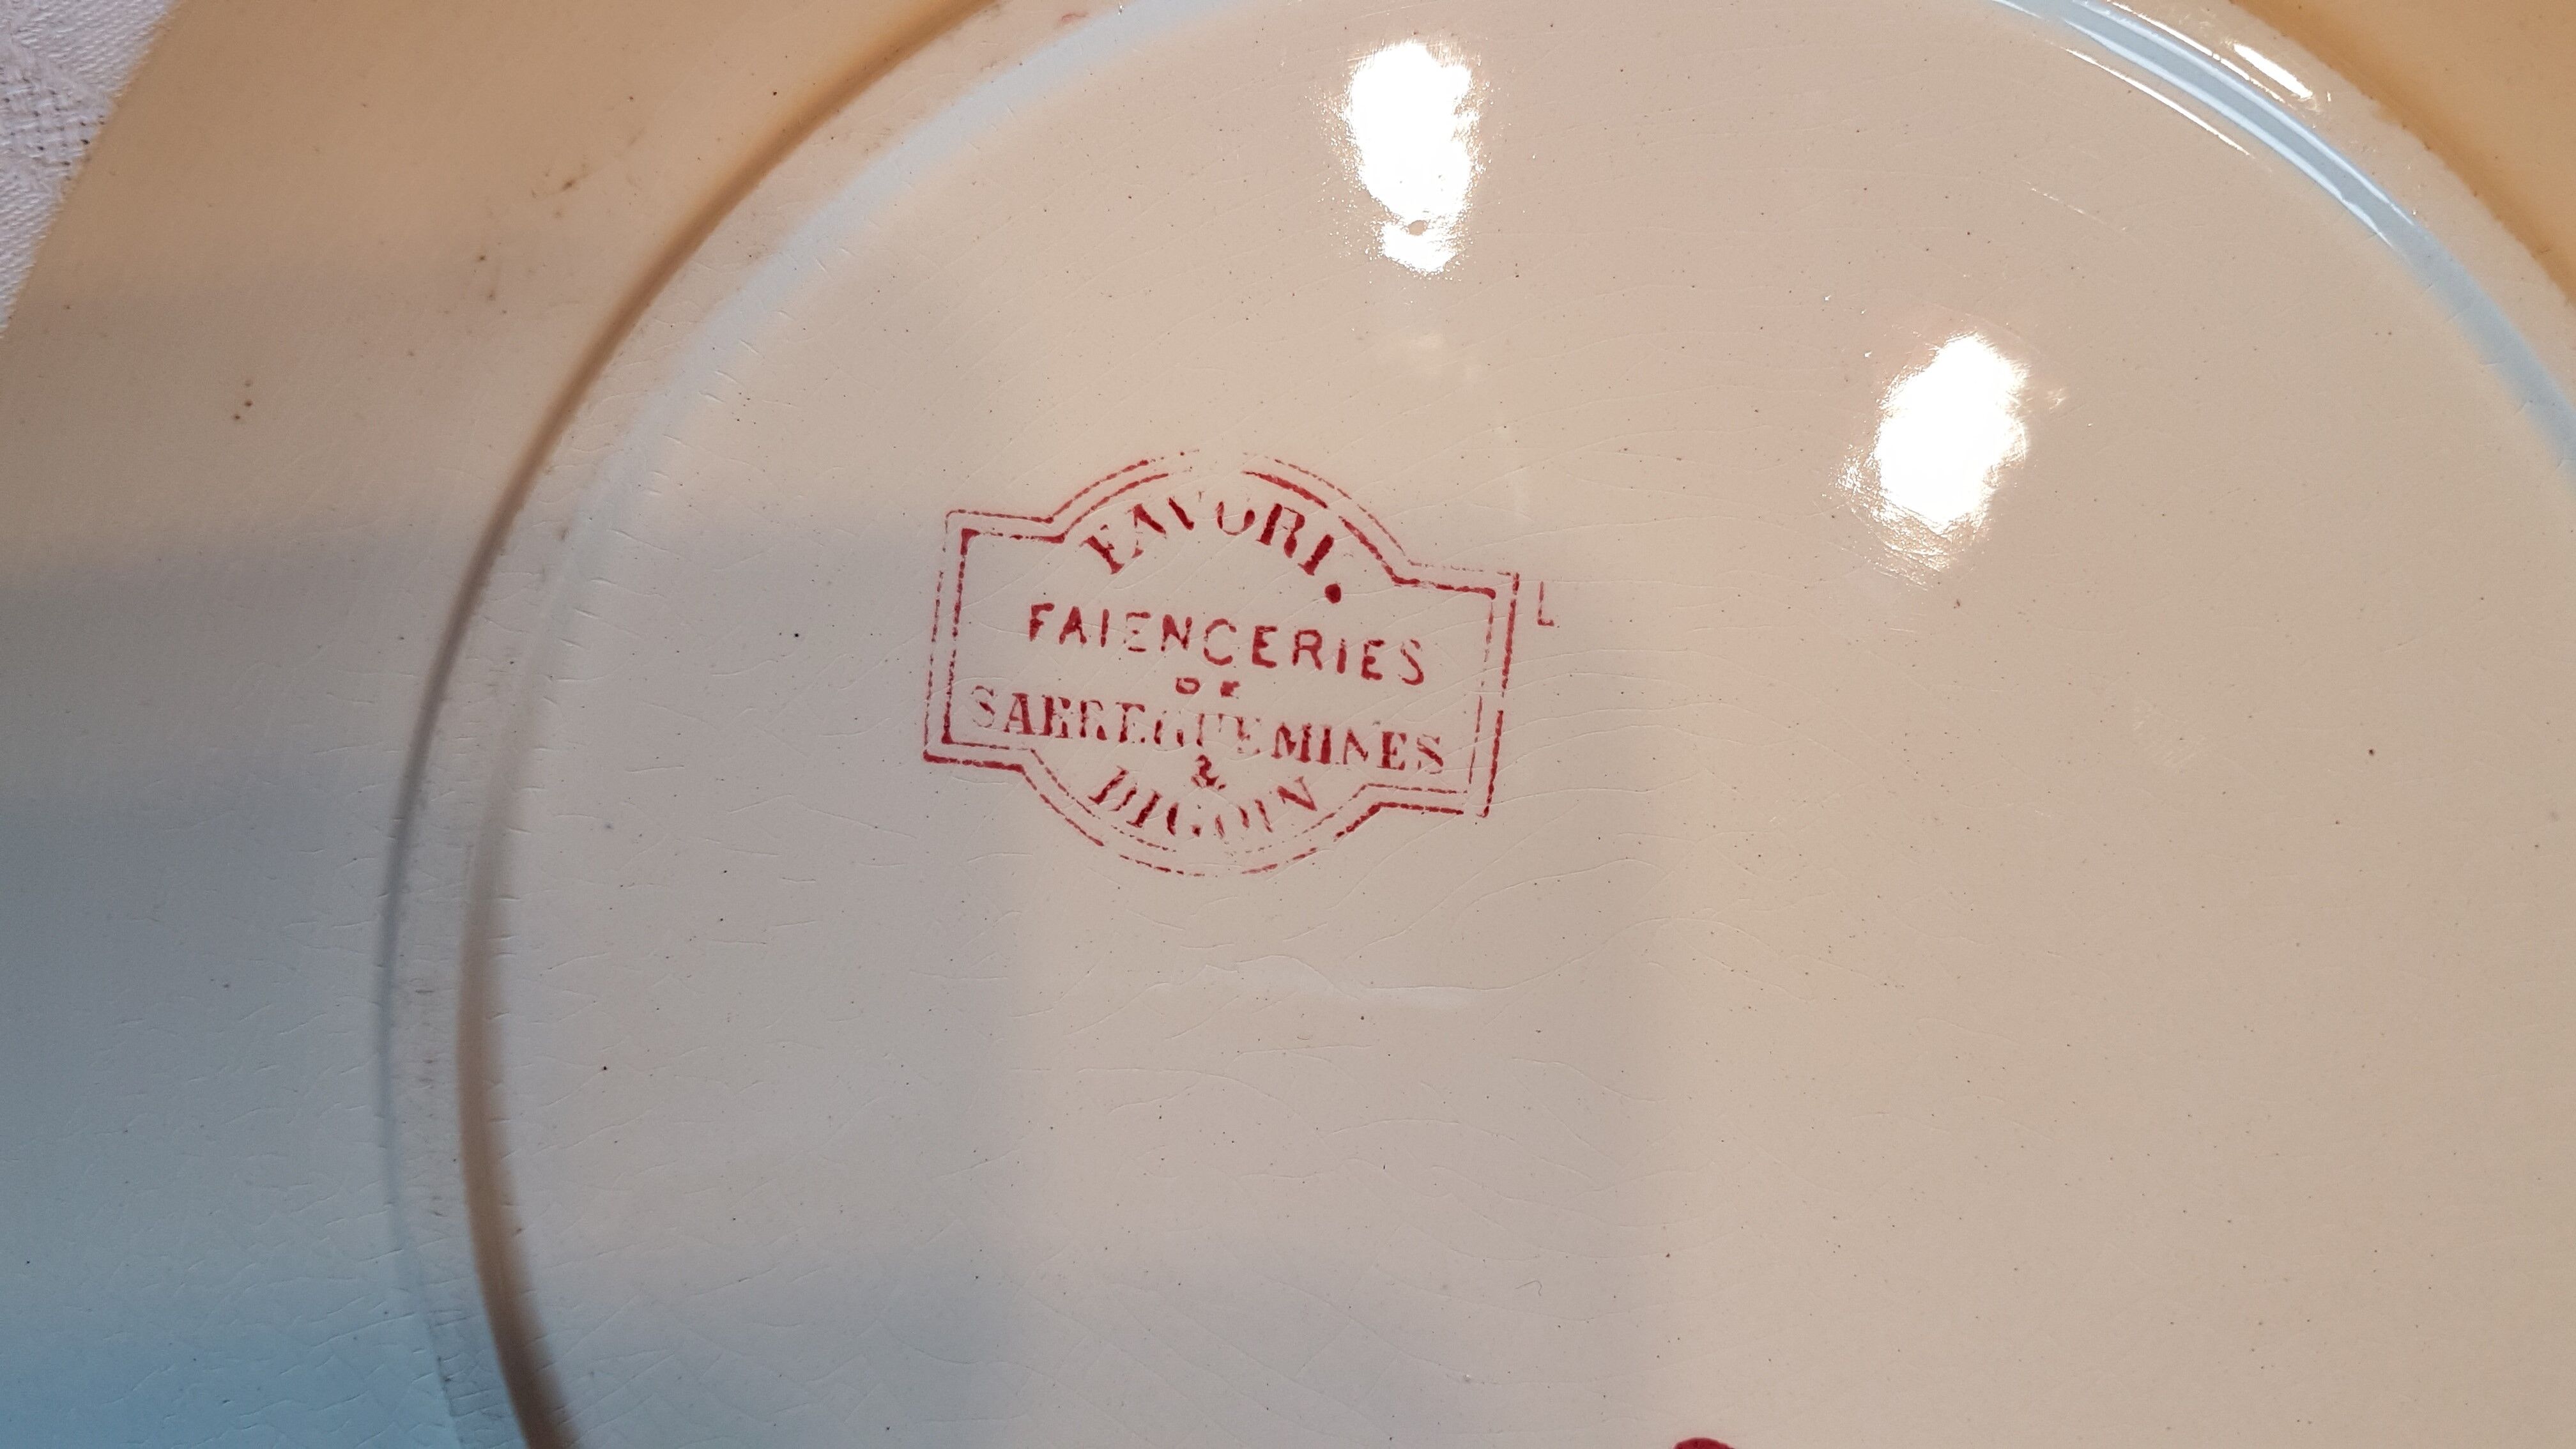 FAVORI.
FAIENCERIES
DE
SARREGUEMINES
&
DIGOIN
L